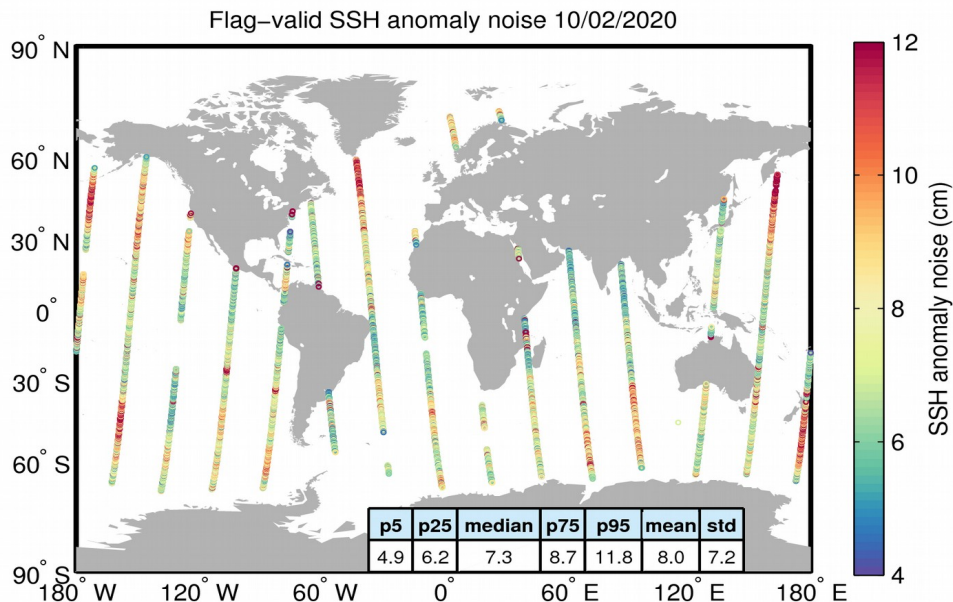 Flag−valid SSH anomaly noise 10/02/2020
90° N
60° N
30° N
0°
30° S
60° S
90° S
180° W
120° W
60° W
0°
60° E
120° E
180° E
p5 p25 median p75 p95 mean std
4.9 6.2 7.3 8.7 11.8 8.0 7.2
12
10
8
6
4
SSH anomaly noise (cm)